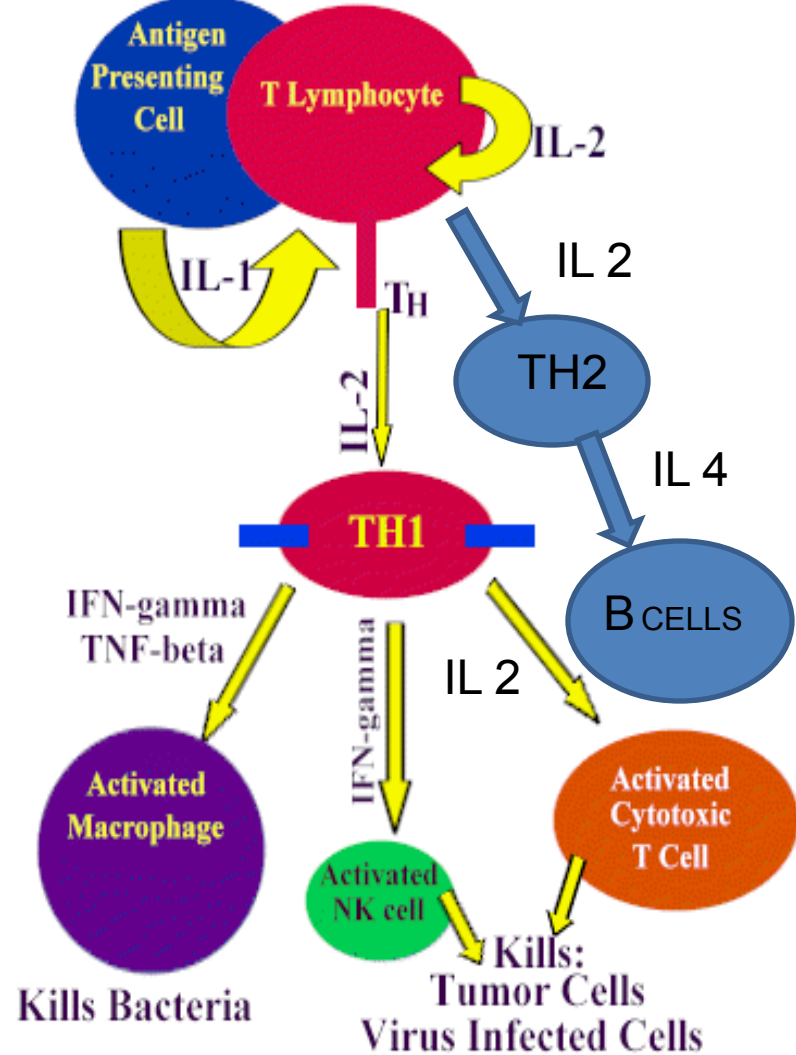 Antigen
Presenting
Cell
T Lymphocyte
IL-2
IL-1
TH
IL 2
IL-2
TH2
IL 4
TH1
B CELLS
IFN-gamma
TNF-beta
IFN-gamma
IL 2
Activated
Macrophage
Activated
NK cell
Activated
Cytotoxic
T Cell
Kills Bacteria
Kills:
Tumor Cells
Virus Infected Cells